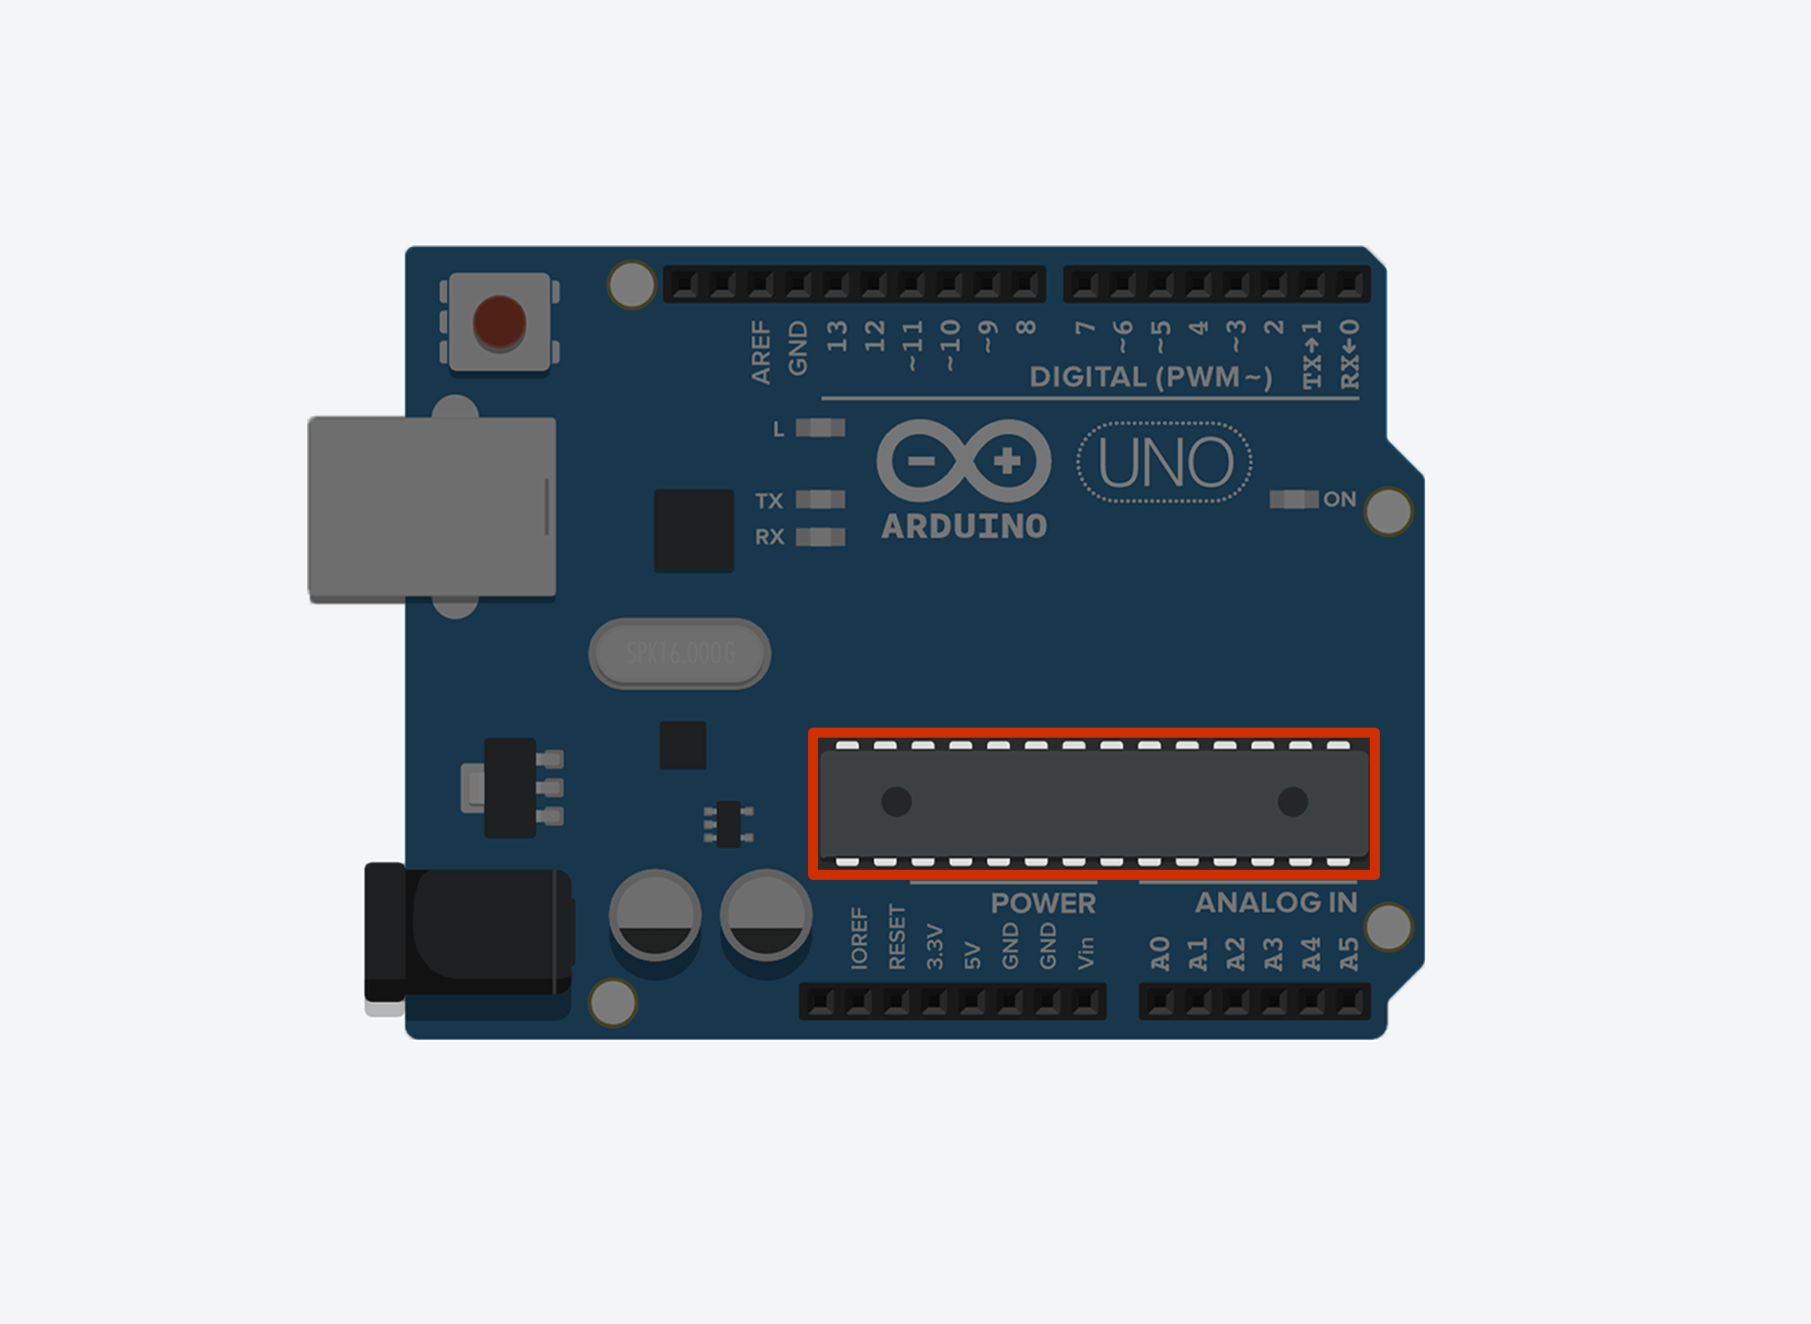 AREF
GND
13
12
~11
~10
~9
8
7
~6
~5
4
~3
2
TX→1
RX←0
DIGITAL (PWM~)
L
TX
RX
ARDUINO
UNO
ON
SPK16.000G
POWER
ANALOG IN
IOREF
RESET
3.3V
5V
GND
GND
Vin
A0
A1
A2
A3
A4
A5